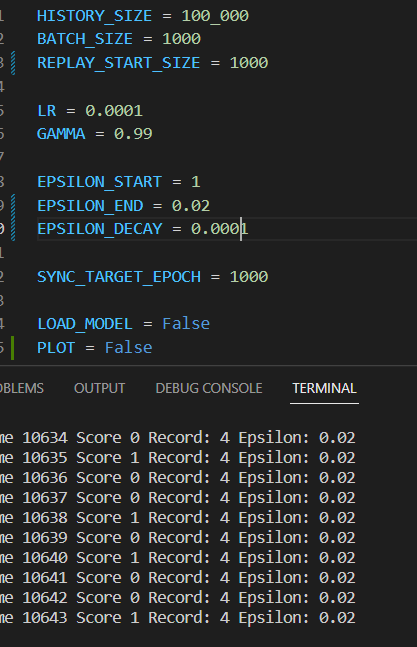 HISTORY_SIZE = 100_000
BATCH_SIZE = 1000
REPLAY_START_SIZE = 1000
LR = 0.0001
GAMMA = 0.99
EPSILON_START = 1
EPSILON_END = 0.02
EPSILON_DECAY = 0.0001
SYNC_TARGET_EPOCH = 1000
LOAD_MODEL = False
PLOT = False
OBLEMS OUTPUT DEBUG CONSOLE TERMINAL
me 10634 Score 0 Record: 4 Epsilon: 0.02
me 10635 Score 1 Record: 4 Epsilon: 0.02
me 10636 Score 0 Record: 4 Epsilon: 0.02
me 10637 Score 0 Record: 4 Epsilon: 0.02
me 10638 Score 1 Record: 4 Epsilon: 0.02
me 10639 Score 0 Record: 4 Epsilon: 0.02
me 10640 Score 1 Record: 4 Epsilon: 0.02
me 10641 Score 0 Record: 4 Epsilon: 0.02
me 10642 Score 0 Record: 4 Epsilon: 0.02
me 10643 Score 1 Record: 4 Epsilon: 0.02